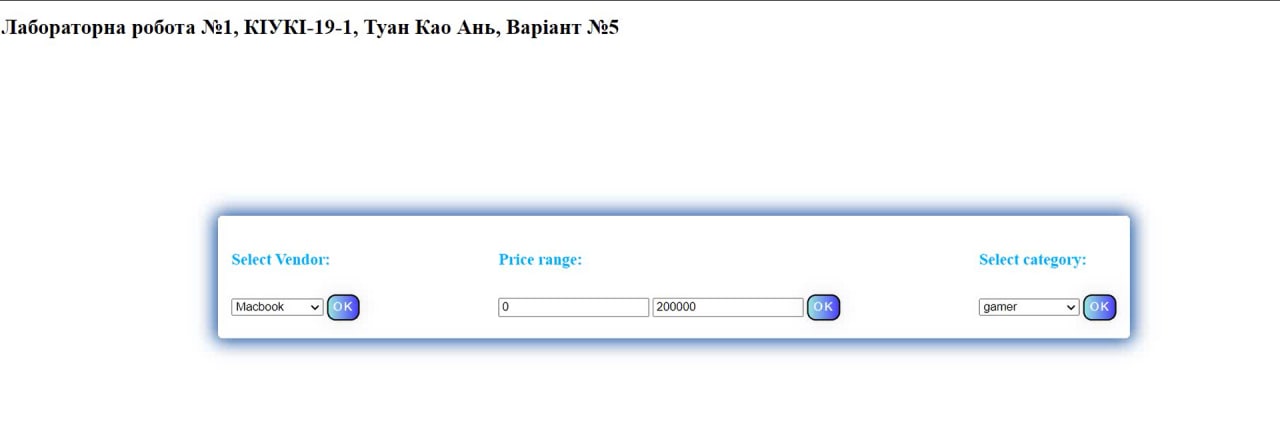 Лабораторна робота №1, КІУКІ-19-1, Туан Као Ань, Варіант №5
Select Vendor: Price range: Select category:
Macbook OK 0 200000 OK gamer OK